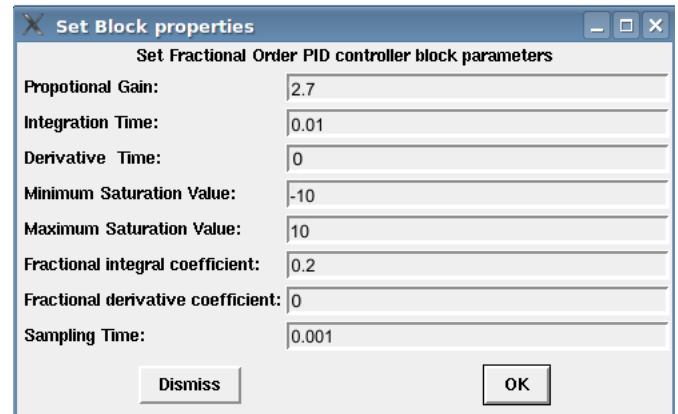 Set Block properties
Set Fractional Order PID controller block parameters
Propotional Gain: 2.7
Integration Time: 0.01
Derivative Time: 0
Minimum Saturation Value: -10
Maximum Saturation Value: 10
Fractional integral coefficient: 0.2
Fractional derivative coefficient: 0
Sampling Time: 0.001
Dismiss OK